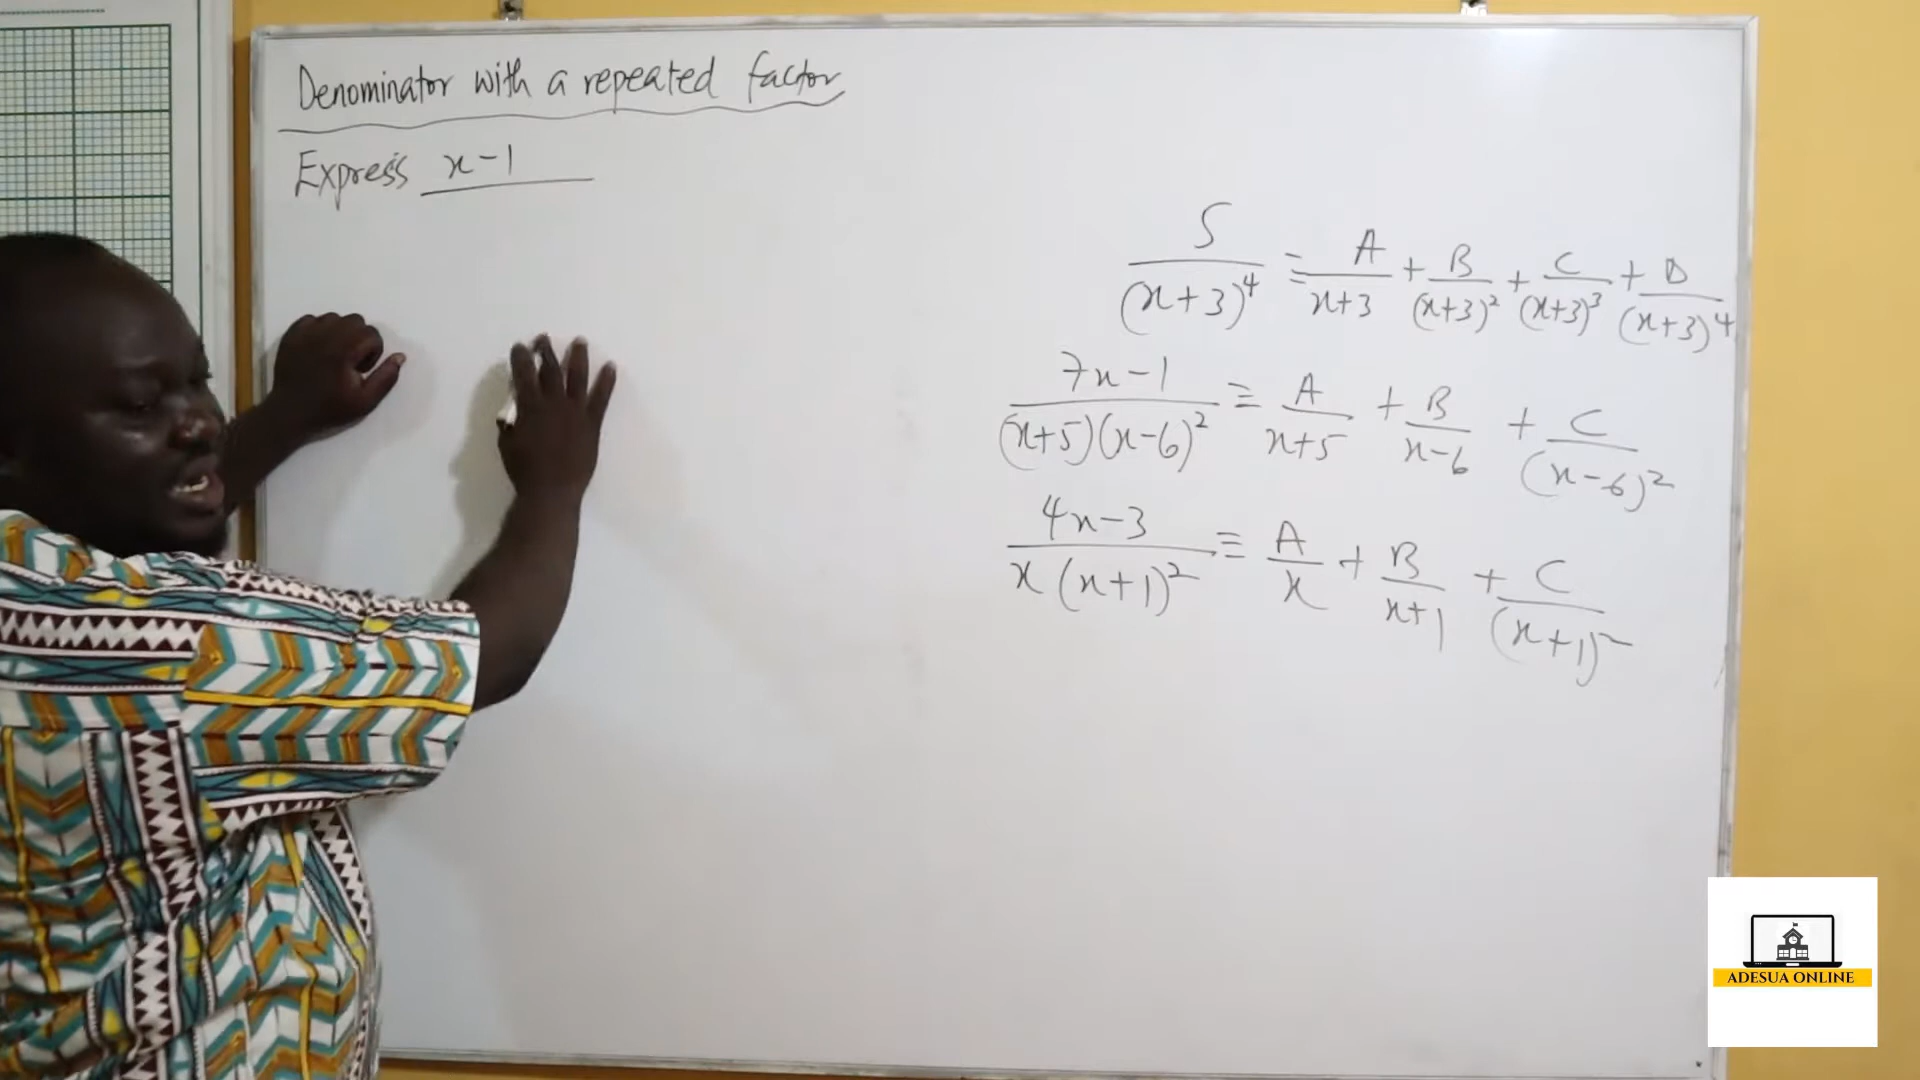 Denominator with a repeated factor
Express x-1
5/(x+3)^4 = A/x+3 + B/(x+3)^2 + C/(x+3)^3 + D/(x+3)^4
7x-1/(x+5)(x-6)^2 ≡ A/x+5 + B/x-6 + C/(x-6)^2
4x-3/x(x+1)^2 ≡ A/x + B/x+1 + C/(x+1)^2
ADESUA ONLINE